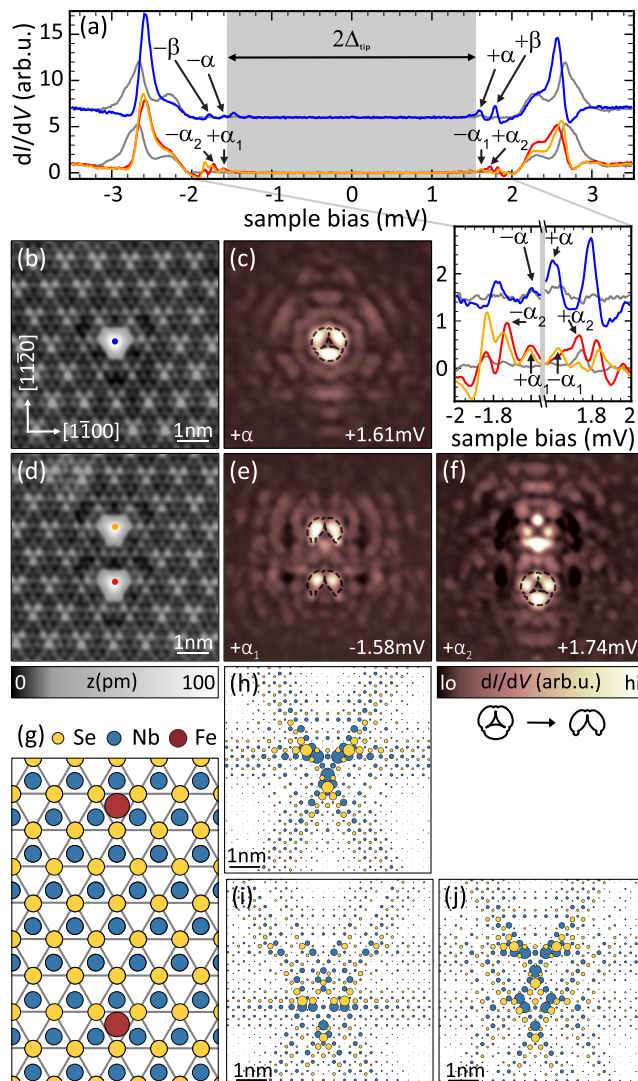 (a)
dI/dV (arb.u.)
15
10
5
0
−β
−α
2Δtip
+α
+β
−α2
+α1
−α1
+α2
-3
-2
-1
0
1
2
3
sample bias (mV)
(b)
[112̄0]
[11̄00]
1nm
(c)
+α
+1.61mV
2
1
0
−α
+α
−α2
+α2
+α1
−α1
-2
-1.8
1.8
2
sample bias (mV)
(d)
1nm
(e)
+α1
-1.58mV
(f)
+α2
+1.74mV
0
z(pm)
100
lo
dI/dV (arb.u.)
hi
(g)
Se
Nb
Fe
(h)
1nm
(i)
1nm
(j)
1nm